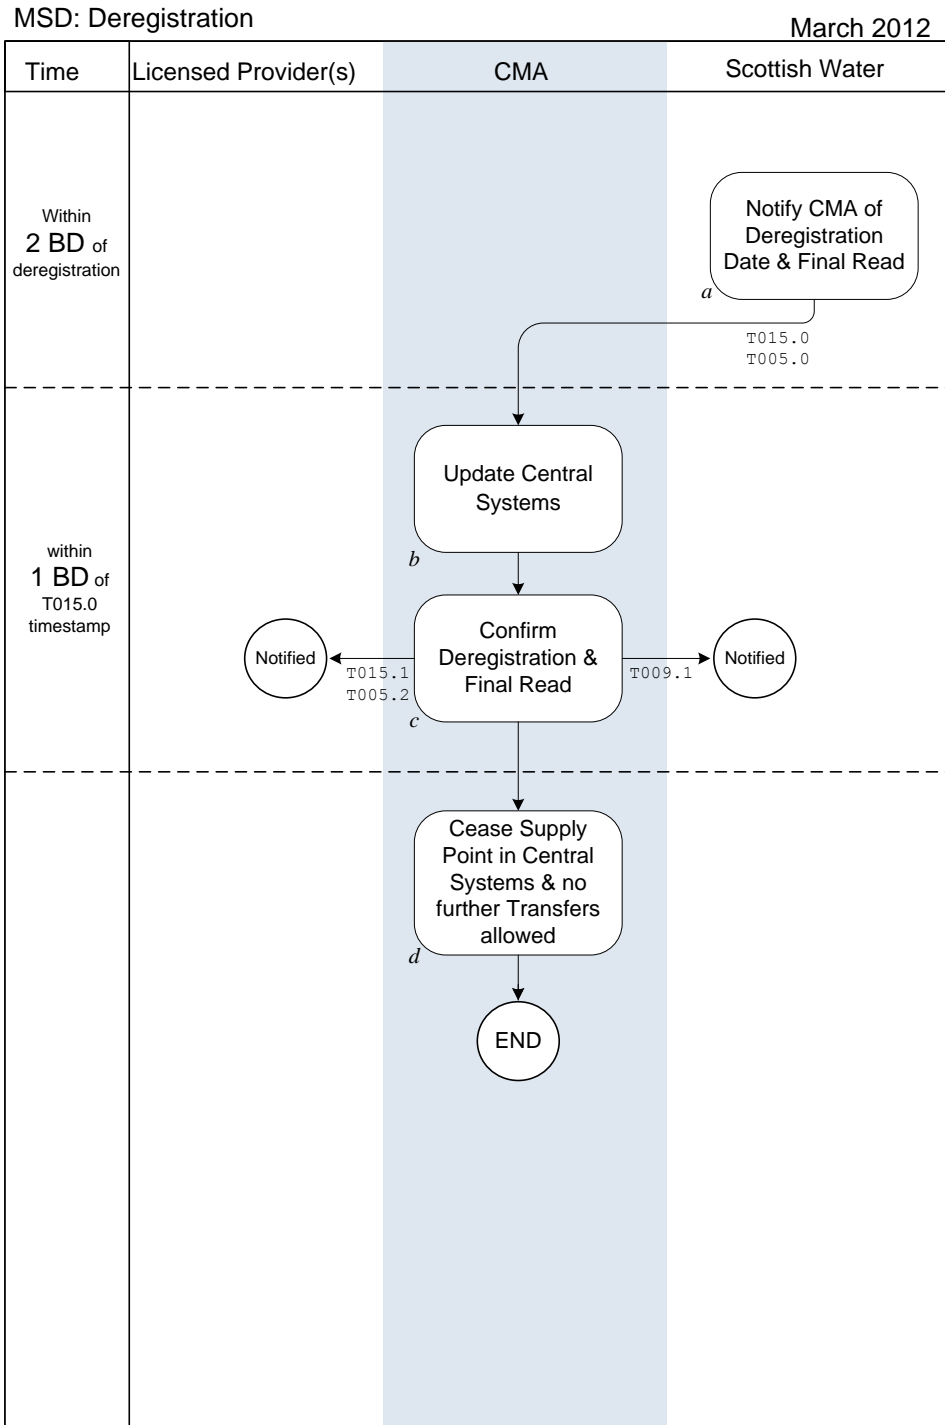 MSD: Deregistration
March 2012
Time
Licensed Provider(s)
CMA
Scottish Water
Within
2 BD of
deregistration
Notify CMA of
Deregistration
Date & Final Read
a
T015.0
T005.0
within
1 BD of
T015.0
timestamp
Update Central
Systems
b
Confirm
Deregistration &
Final Read
c
Notified
T015.1
T005.2
T009.1
Notified
Cease Supply
Point in Central
Systems & no
further Transfers
allowed
d
END